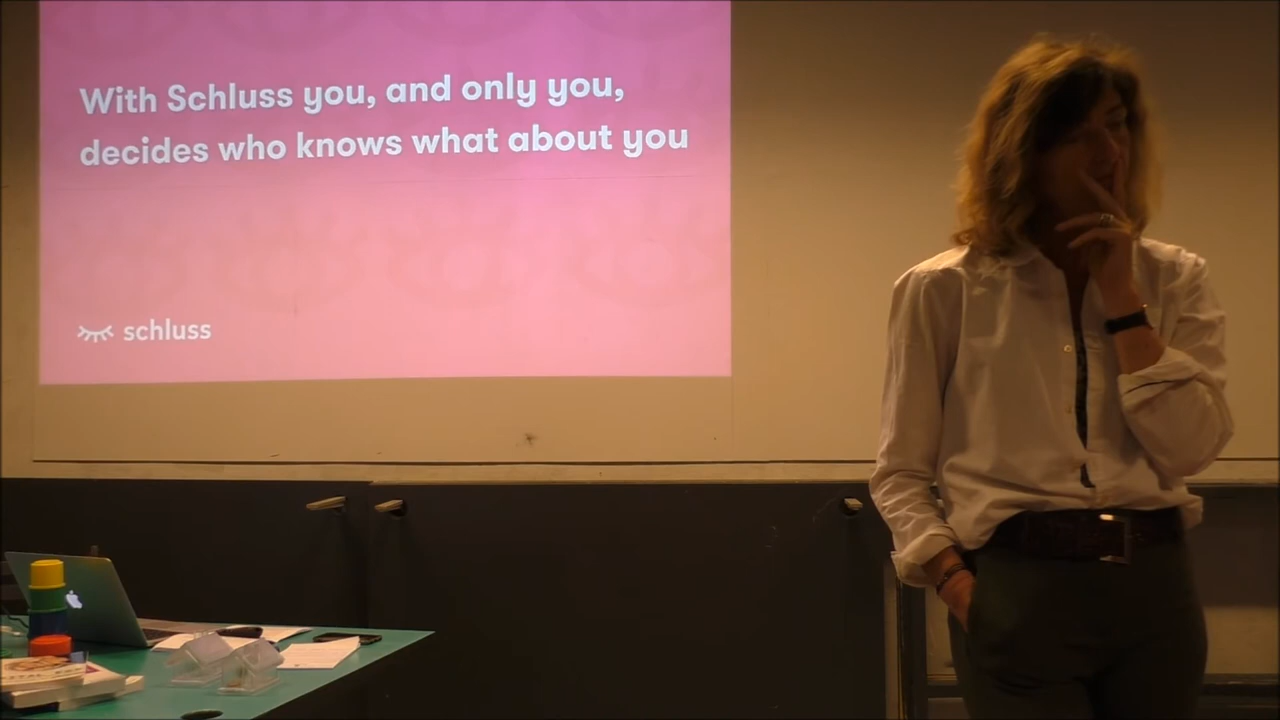 With Schluss you, and only you,
decides who knows what about you
schluss